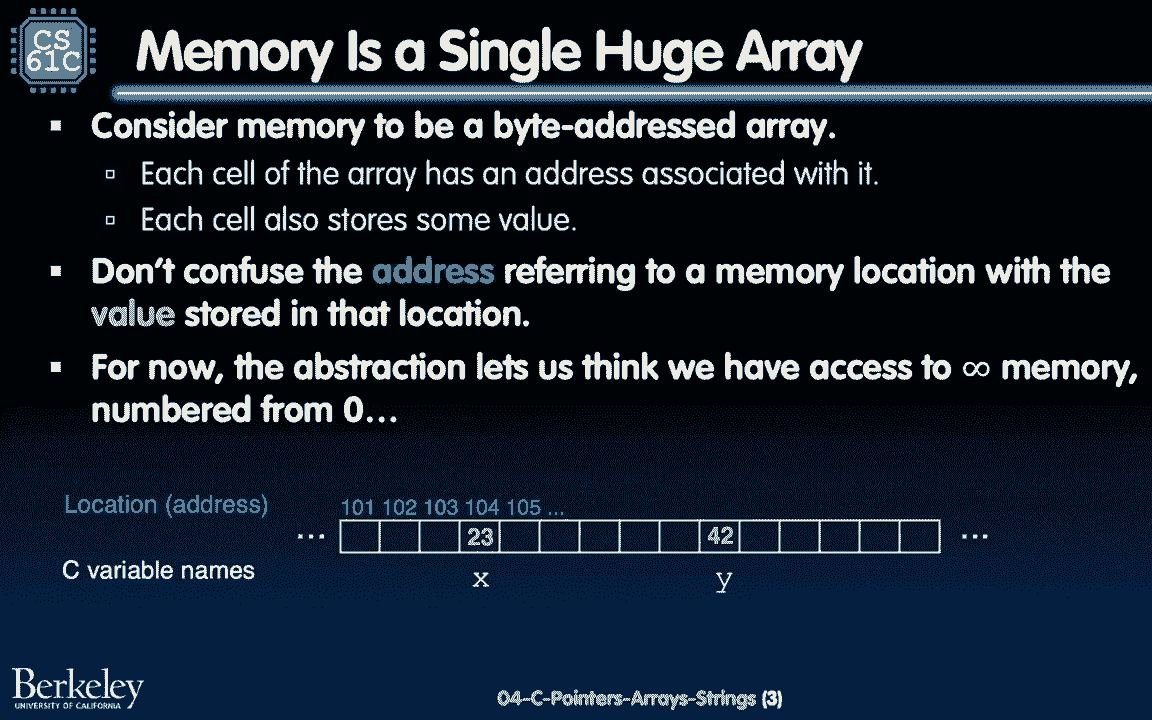 CS
61C
Memory Is a Single Huge Array
▪ Consider memory to be a byte-addressed array.
▫ Each cell of the array has an address associated with it.
▫ Each cell also stores some value.
▪ Don't confuse the address referring to a memory location with the
value stored in that location.
▪ For now, the abstraction lets us think we have access to ∞ memory,
numbered from 0...
Location (address)
101 102 103 104 105 ...
... 23 42 ...
C variable names
x y
Berkeley
UNIVERSITY OF CALIFORNIA
04-C-Pointers-Arrays-Strings (3)